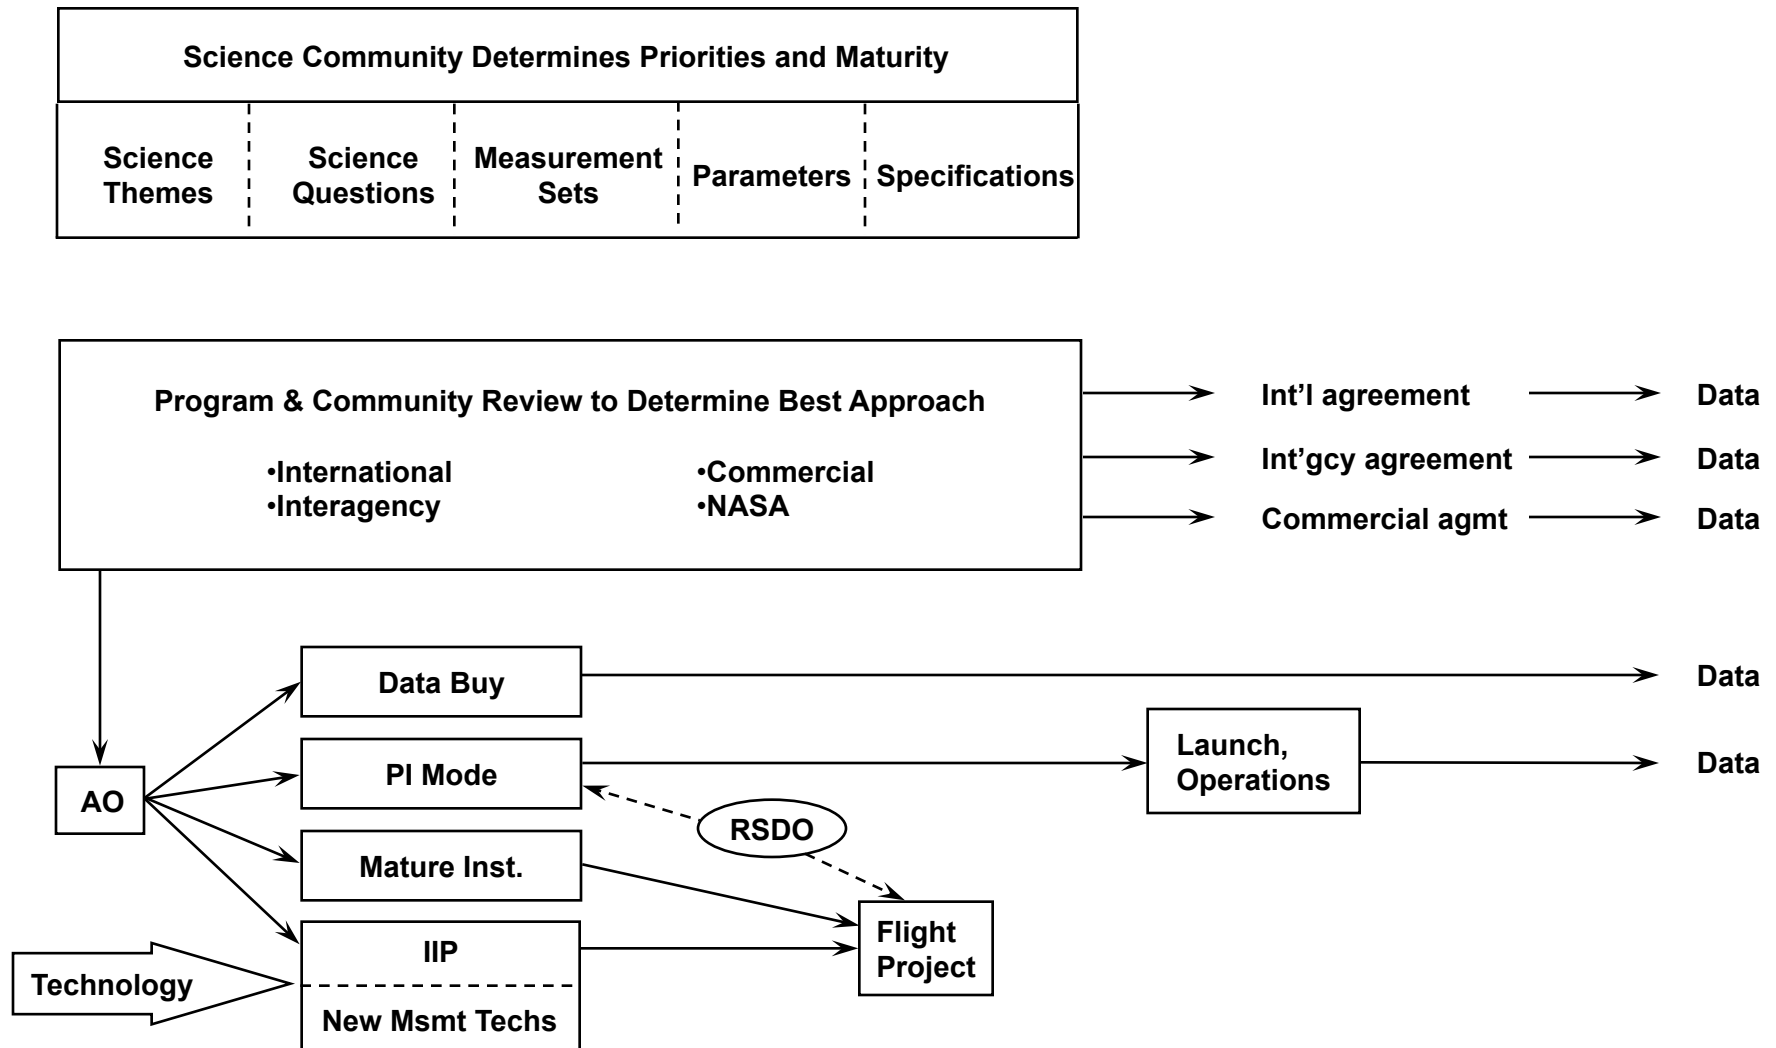 Science Community Determines Priorities and Maturity
Science
Themes
Science
Questions
Measurement
Sets
Parameters
Specifications
Program & Community Review to Determine Best Approach
•International
•Interagency
•Commercial
•NASA
Int'l agreement
Data
Int'gcy agreement
Data
Commercial agmt
Data
Data Buy
Data
AO
PI Mode
Launch,
Operations
Data
RSDO
Mature Inst.
Flight
Project
Technology
IIP
New Msmt Techs